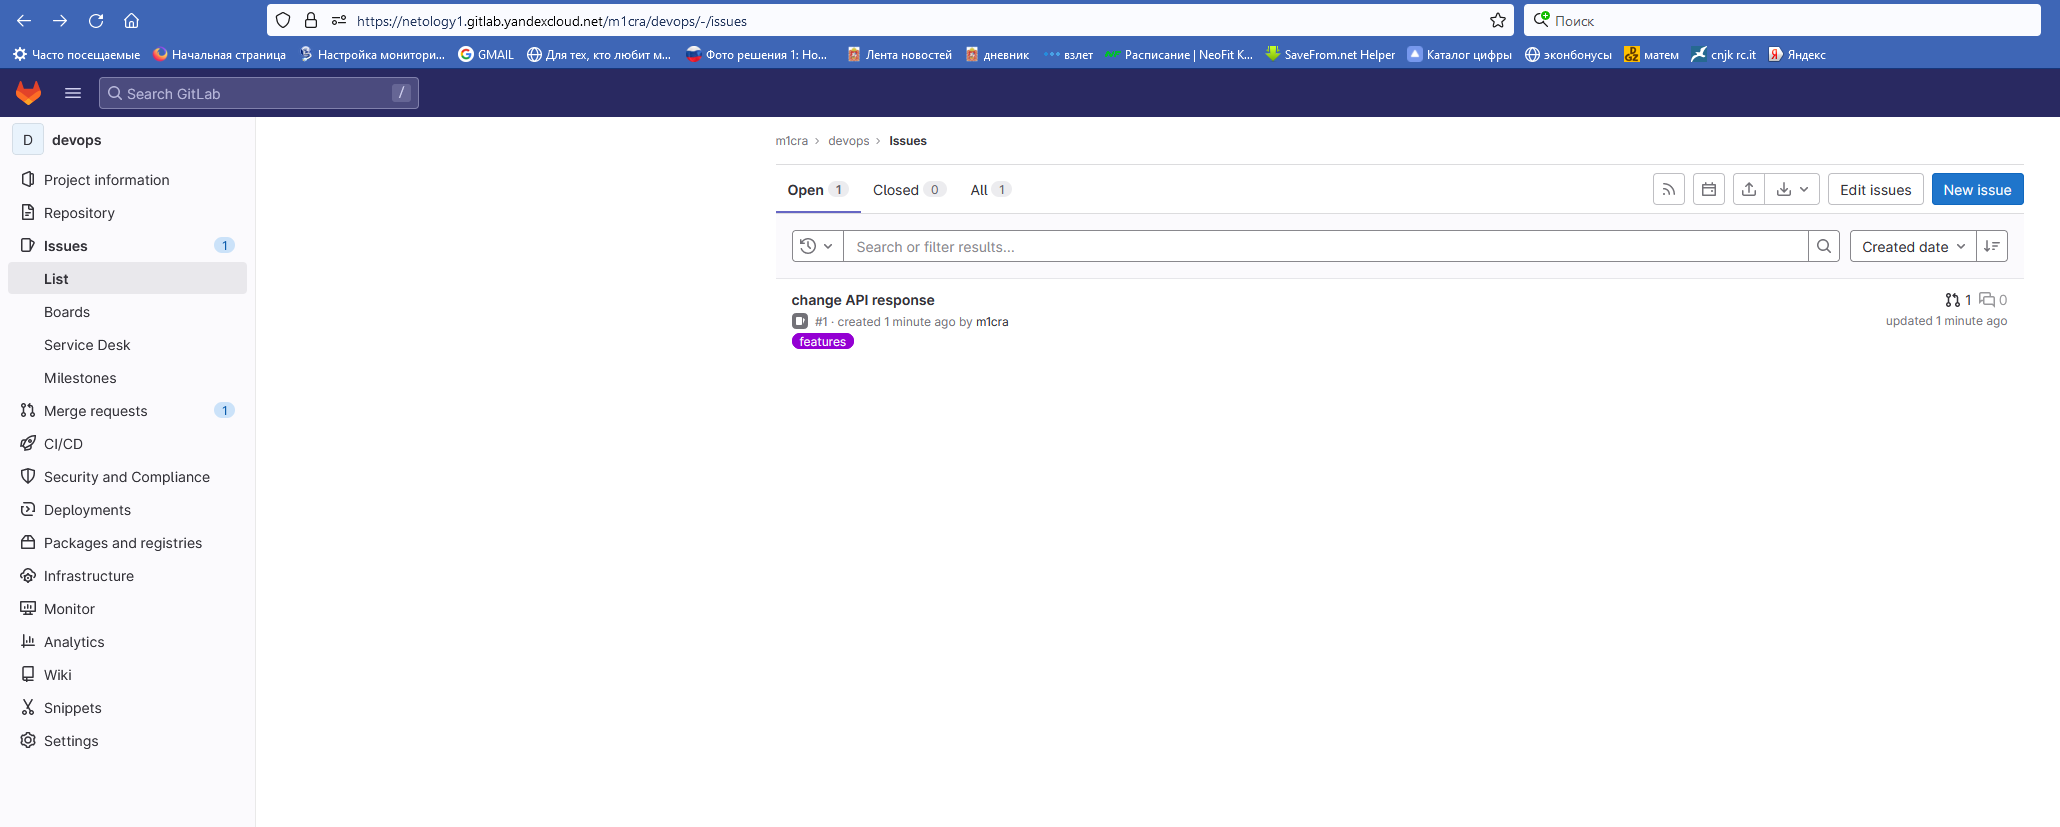 https://netology1.gitlab.yandexcloud.net/m1cra/devops/-/issues
Поиск
Часто посещаемые Начальная страница Настройка монитори... GMAIL Для тех, кто любит м... Фото решения 1: Но... Лента новостей дневник взлет Расписание | NeoFit К... SaveFrom.net Helper Каталог цифры эконбонусы матем cnjk rc.it Яндекс
Search GitLab /
D devops
Project information
Repository
Issues 1
List
Boards
Service Desk
Milestones
Merge requests 1
CI/CD
Security and Compliance
Deployments
Packages and registries
Infrastructure
Monitor
Analytics
Wiki
Snippets
Settings
m1cra › devops › Issues
Open 1 Closed 0 All 1 Edit issues New issue
Search or filter results... Created date
change API response 1 0
#1 · created 1 minute ago by m1cra updated 1 minute ago
features